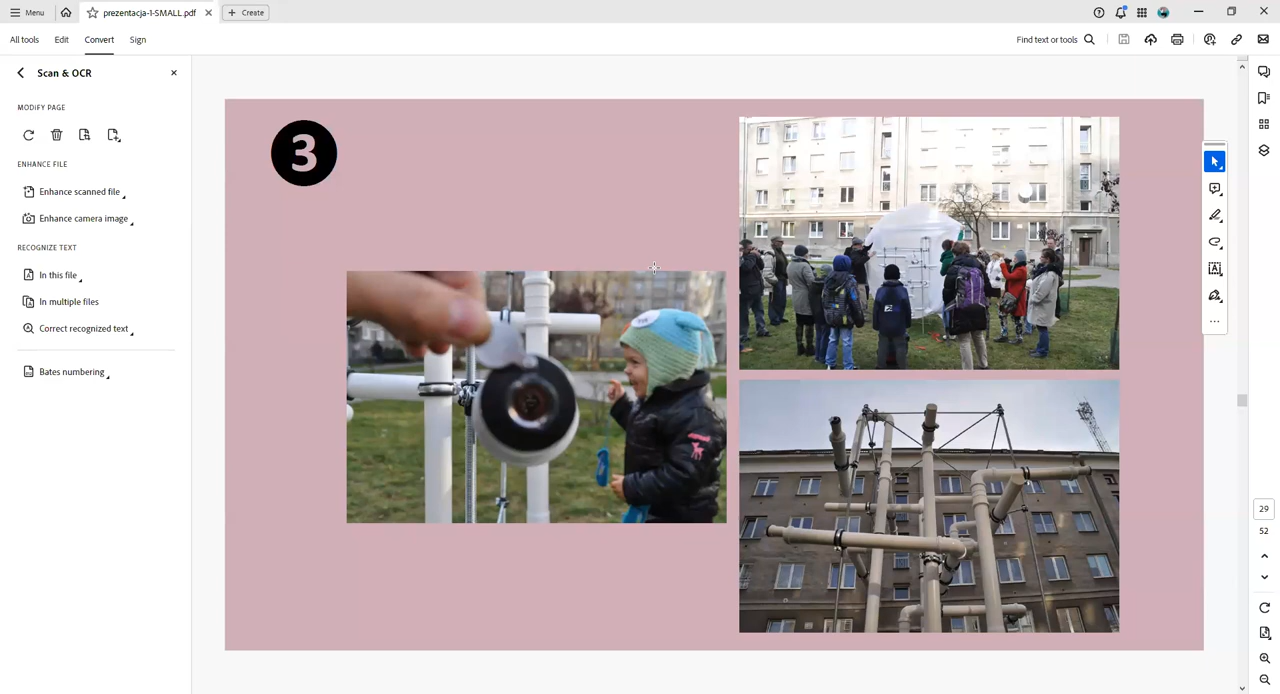 Menu
prezentacja-1-SMALL.pdf
Create
All tools
Edit
Convert
Sign
Find text or tools
Scan & OCR
MODIFY PAGE
ENHANCE FILE
Enhance scanned file
Enhance camera image
RECOGNIZE TEXT
In this file
In multiple files
Correct recognized text
Bates numbering
3
29
52